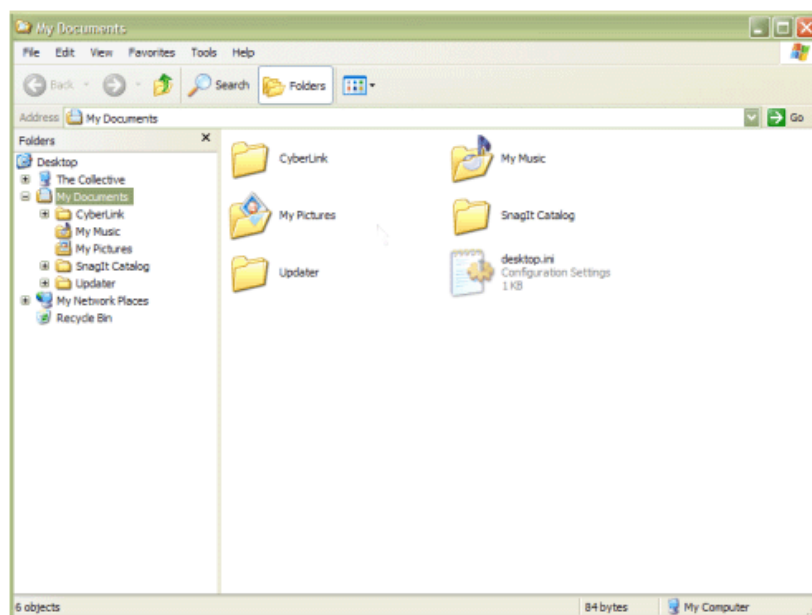 My Documents
File Edit View Favorites Tools Help
Back Search Folders
Address My Documents Go
Folders
Desktop
The Collective
My Documents
CyberLink
My Music
My Pictures
SnagIt Catalog
Updater
My Network Places
Recycle Bin
CyberLink My Music
My Pictures SnagIt Catalog
Updater desktop.ini
Configuration Settings
1 KB
6 objects 84 bytes My Computer